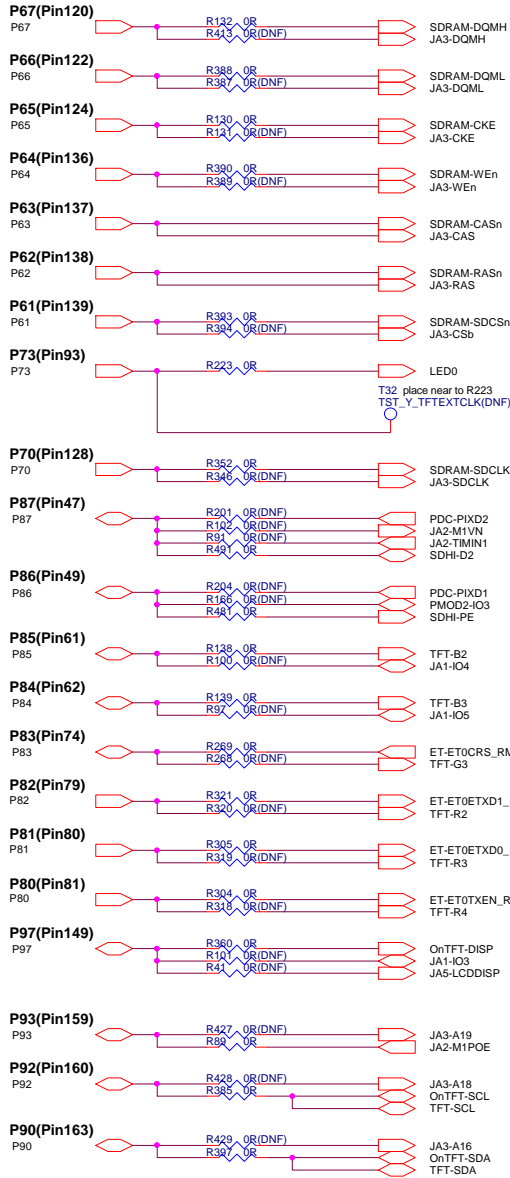 P67(Pin120)
P67
R132 0R
R413 0R(DNF)
SDRAM-DQMH
JA3-DQMH
P66(Pin122)
P66
R388 0R
R387 0R(DNF)
SDRAM-DQML
JA3-DQML
P65(Pin124)
P65
R130 0R
R131 0R(DNF)
SDRAM-CKE
JA3-CKE
P64(Pin136)
P64
R390 0R
R389 0R(DNF)
SDRAM-WEn
JA3-WEn
P63(Pin137)
P63
SDRAM-CASn
JA3-CAS
P62(Pin138)
P62
SDRAM-RASn
JA3-RAS
P61(Pin139)
P61
R393 0R
R394 0R(DNF)
SDRAM-SDCSn
JA3-CSb
P73(Pin93)
P73
R223 0R
LED0
T32 place near to R223
TST_Y_TFTEXTCLK(DNF)
P70(Pin128)
P70
R352 0R
R346 0R(DNF)
SDRAM-SDCLK
JA3-SDCLK
P87(Pin47)
P87
R201 0R(DNF)
R102 0R(DNF)
R91 0R(DNF)
R491 0R
PDC-PIXD2
JA2-M1VN
JA2-TIMIN1
SDHI-D2
P86(Pin49)
P86
R204 0R(DNF)
R166 0R(DNF)
R481 0R
PDC-PIXD1
PMOD2-IO3
SDHI-PE
P85(Pin61)
P85
R138 0R
R100 0R(DNF)
TFT-B2
JA1-IO4
P84(Pin62)
P84
R139 0R
R97 0R(DNF)
TFT-B3
JA1-IO5
P83(Pin74)
P83
R269 0R
R268 0R(DNF)
ET-ET0CRS_RM
TFT-G3
P82(Pin79)
P82
R321 0R
R320 0R(DNF)
ET-ET0ETXD1_
TFT-R2
P81(Pin80)
P81
R305 0R
R319 0R(DNF)
ET-ET0ETXD0_
TFT-R3
P80(Pin81)
P80
R304 0R
R318 0R(DNF)
ET-ET0TXEN_R
TFT-R4
P97(Pin149)
P97
R360 0R
R101 0R(DNF)
R41 0R(DNF)
OnTFT-DISP
JA1-IO3
JA5-LCDDISP
P93(Pin159)
P93
R427 0R(DNF)
R89 0R
JA3-A19
JA2-M1POE
P92(Pin160)
P92
R428 0R(DNF)
R385 0R
JA3-A18
OnTFT-SCL
TFT-SCL
P90(Pin163)
P90
R429 0R(DNF)
R397 0R
JA3-A16
OnTFT-SDA
TFT-SDA